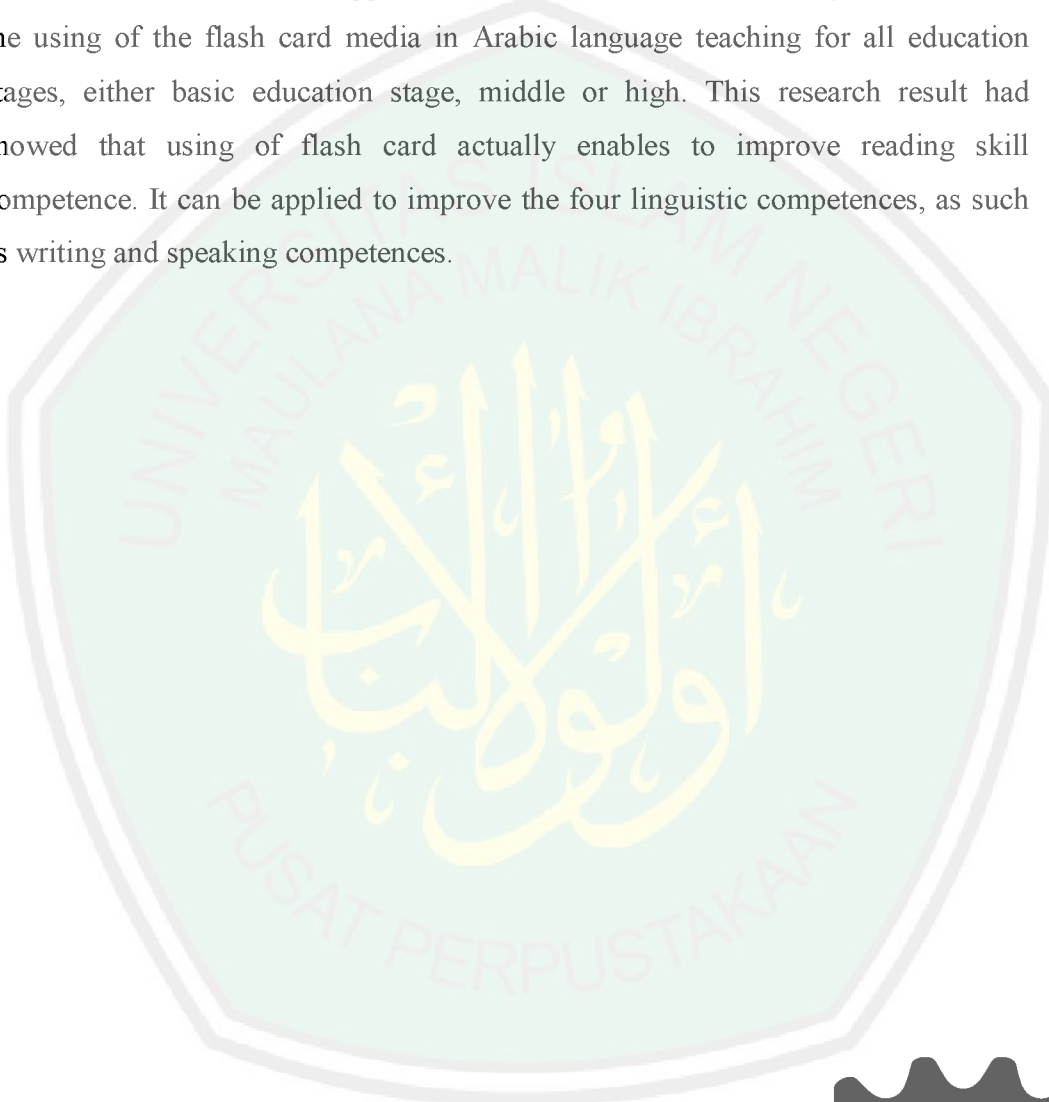 he using of the flash card media in Arabic language teaching for all education
tages, either basic education stage, middle or high. This research result had
howed that using of flash card actually enables to improve reading skill
ompetence. It can be applied to improve the four linguistic competences, as such
s writing and speaking competences.
UNIVERSITAS ISLAM NEGERI
MAULANA MALIK IBRAHIM
أولوا الألباب
PUSAT PERPUSTAKAAN